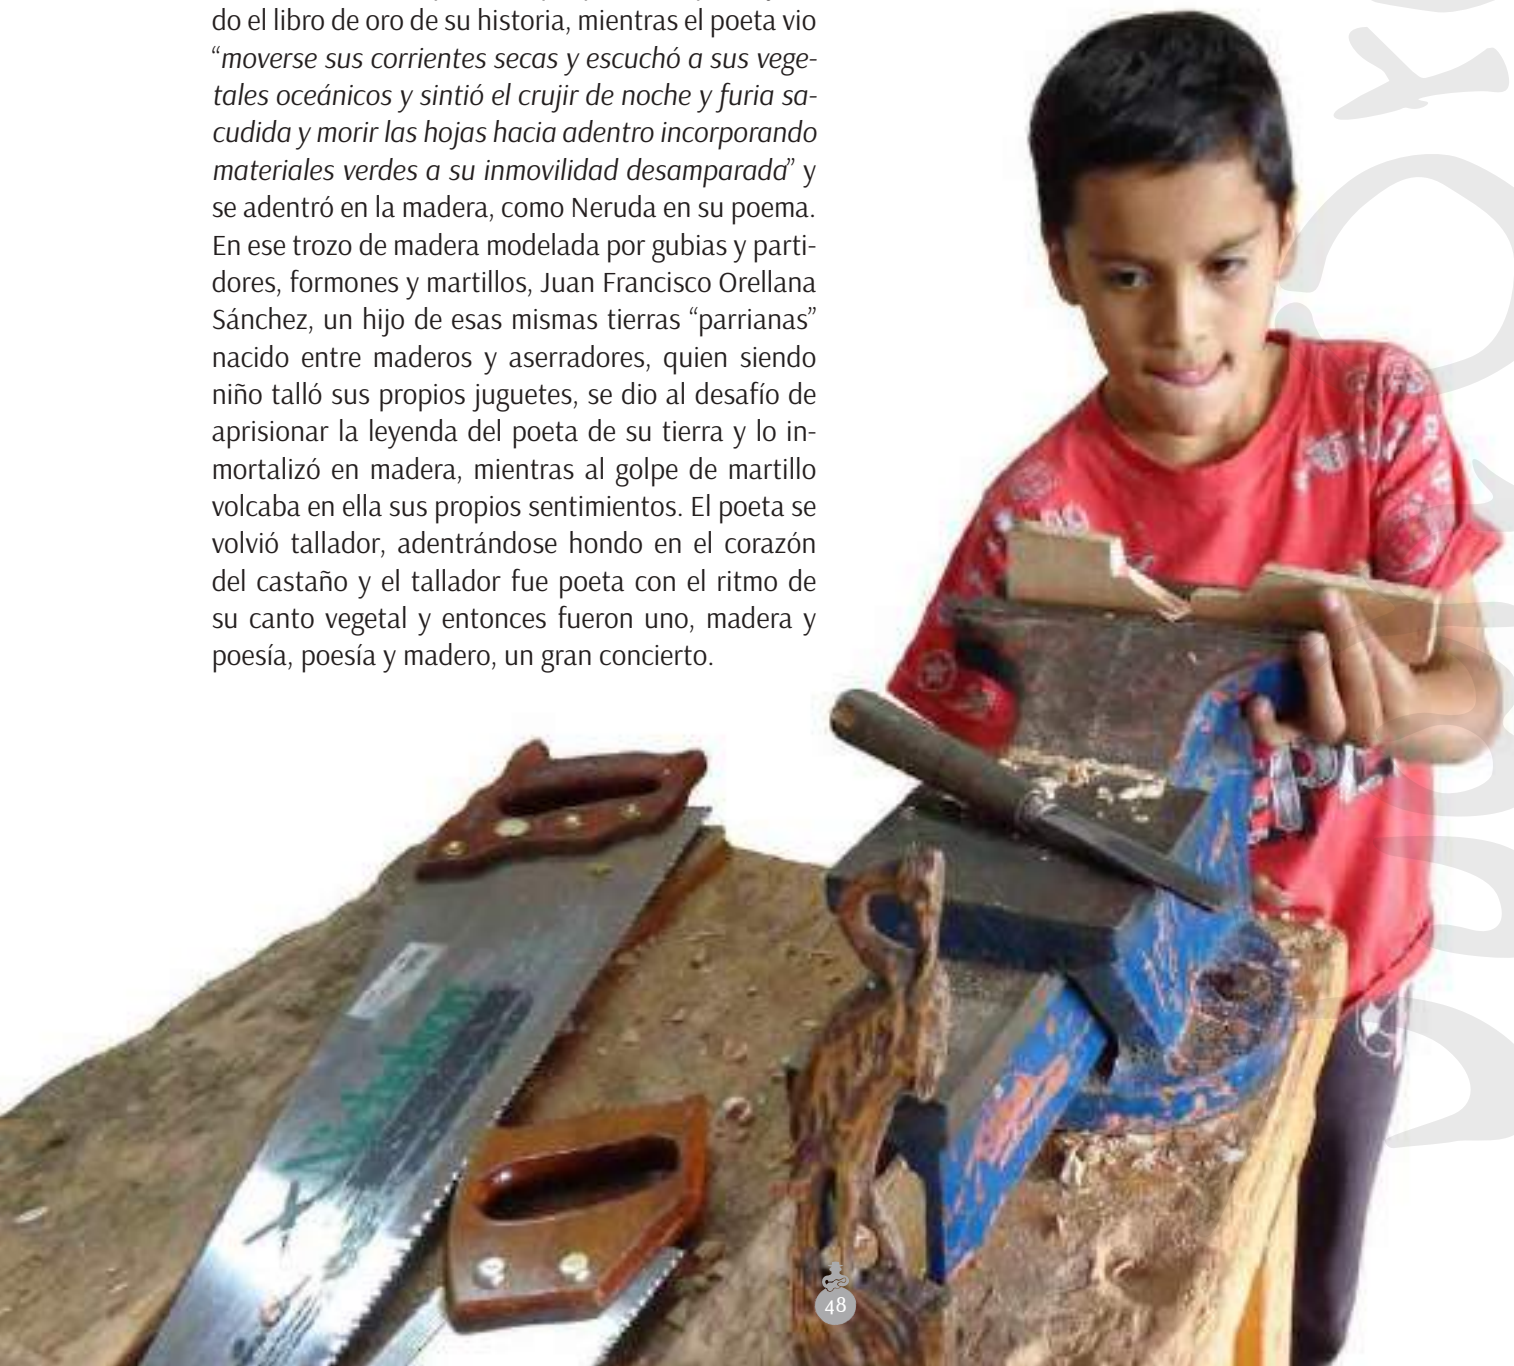 do el libro de oro de su historia, mientras el poeta vio
“moverse sus corrientes secas y escuchó a sus vege-
tales oceánicos y sintió el crujir de noche y furia sa-
cudida y morir las hojas hacia adentro incorporando
materiales verdes a su inmovilidad desamparada” y
se adentró en la madera, como Neruda en su poema.
En ese trozo de madera modelada por gubias y parti-
dores, formones y martillos, Juan Francisco Orellana
Sánchez, un hijo de esas mismas tierras “parrianas”
nacido entre maderos y aserradores, quien siendo
niño talló sus propios juguetes, se dio al desafío de
aprisionar la leyenda del poeta de su tierra y lo in-
mortalizó en madera, mientras al golpe de martillo
volcaba en ella sus propios sentimientos. El poeta se
volvió tallador, adentrándose hondo en el corazón
del castaño y el tallador fue poeta con el ritmo de
su canto vegetal y entonces fueron uno, madera y
poesía, poesía y madero, un gran concierto.
48